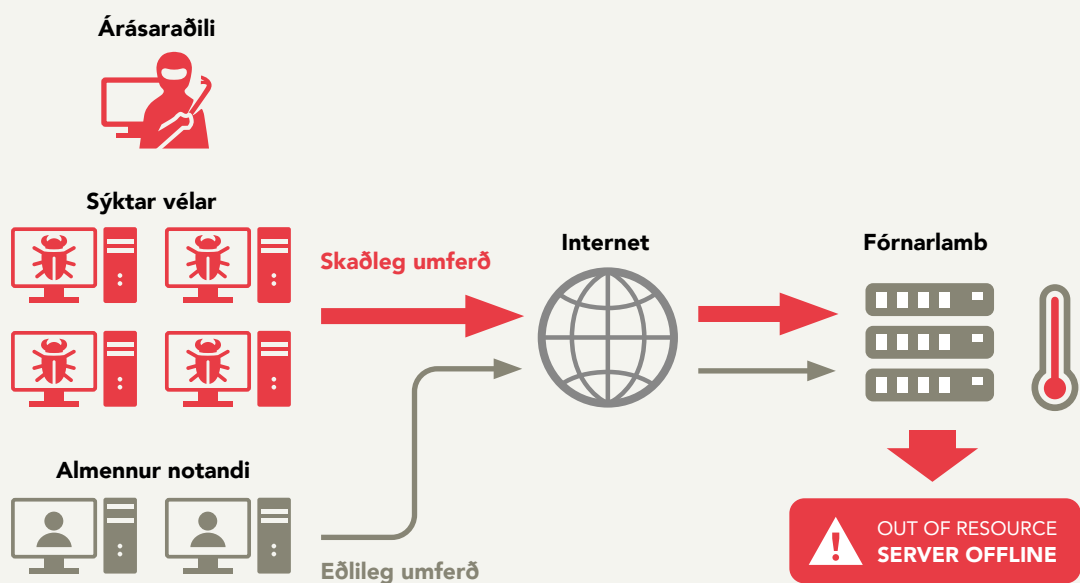 Árásaraðili
Sýktar vélar
Skaðleg umferð
Internet
Fórnarlamb
Almennur notandi
Eðlileg umferð
OUT OF RESOURCE
SERVER OFFLINE